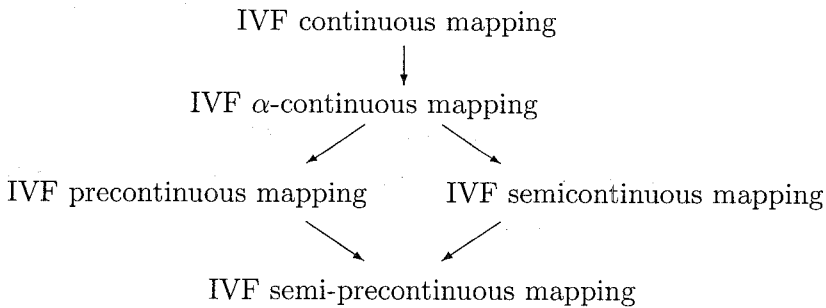 IVF continuous mapping
IVF α-continuous mapping
IVF precontinuous mapping IVF semicontinuous mapping
IVF semi-precontinuous mapping